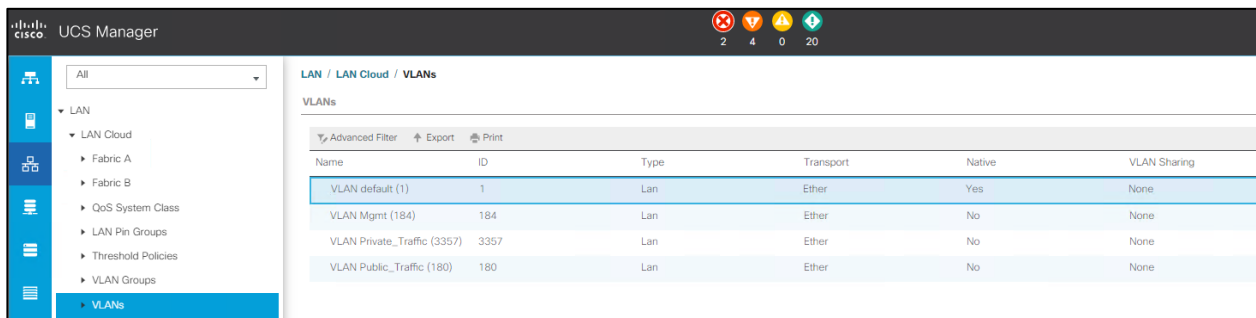 cisco. UCS Manager
2 4 0 20
All
LAN / LAN Cloud / VLANs
VLANs
LAN
LAN Cloud
Fabric A
Fabric B
QoS System Class
LAN Pin Groups
Threshold Policies
VLAN Groups
VLANs
Advanced Filter Export Print
Name ID Type Transport Native VLAN Sharing
VLAN default (1) 1 Lan Ether Yes None
VLAN Mgmt (184) 184 Lan Ether No None
VLAN Private_Traffic (3357) 3357 Lan Ether No None
VLAN Public_Traffic (180) 180 Lan Ether No None